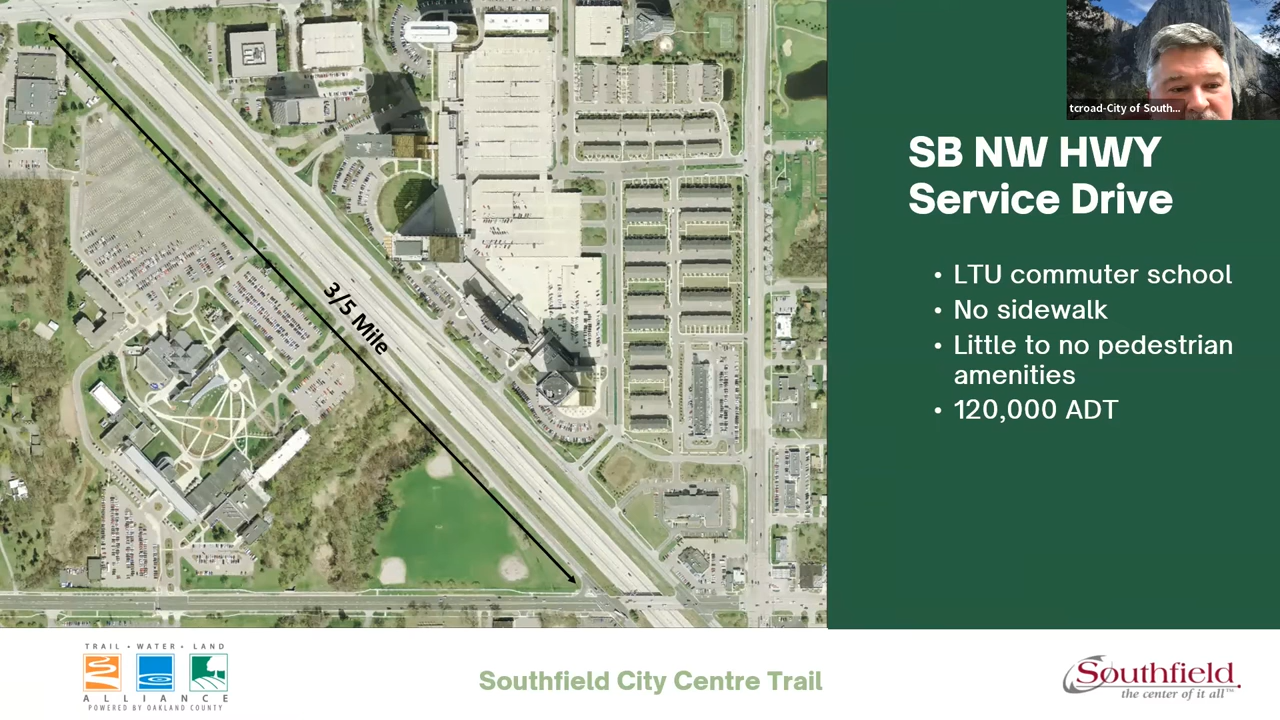 tcroad-City of South...
SB NW HWY
Service Drive
• LTU commuter school
• No sidewalk
• Little to no pedestrian
amenities
• 120,000 ADT
3/5 Mile
TRAIL • WATER • LAND
ALLIANCE
POWERED BY OAKLAND COUNTY
Southfield City Centre Trail
Southfield.
the center of it all™